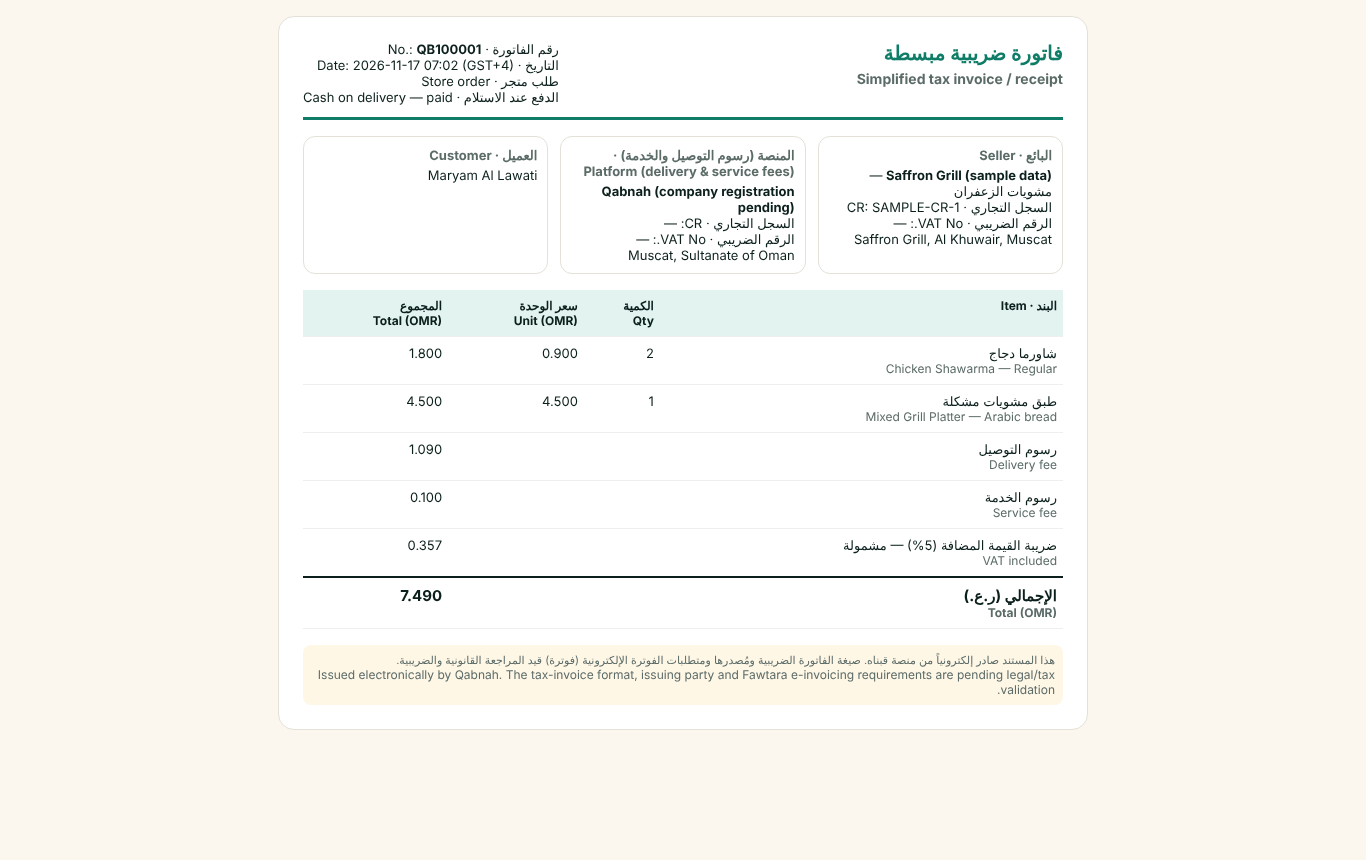 فاتورة ضريبية مبسطة
Simplified tax invoice / receipt
رقم الفاتورة · No.: QB100001
التاريخ · Date: 2026-11-17 07:02 (GST+4)
طلب متجر · Store order
الدفع عند الاستلام · Cash on delivery — paid
البائع · Seller
Saffron Grill (sample data) —
مشويات الزعفران
السجل التجاري · CR: SAMPLE-CR-1
الرقم الضريبي · VAT No.: —
Saffron Grill, Al Khuwair, Muscat
المنصة (رسوم التوصيل والخدمة) ·
Platform (delivery & service fees)
Qabnah (company registration
pending)
السجل التجاري · CR: —
الرقم الضريبي · VAT No.: —
Muscat, Sultanate of Oman
العميل · Customer
Maryam Al Lawati
البند · Item
الكمية
Qty
سعر الوحدة
Unit (OMR)
المجموع
Total (OMR)
شاورما دجاج 2 0.900 1.800
Chicken Shawarma — Regular
طبق مشويات مشكلة 1 4.500 4.500
Mixed Grill Platter — Arabic bread
رسوم التوصيل 1.090
Delivery fee
رسوم الخدمة 0.100
Service fee
ضريبة القيمة المضافة (5%) — مشمولة 0.357
VAT included
الإجمالي (ر.ع.) 7.490
Total (OMR)
هذا المستند صادر إلكترونياً من منصة قبناه. صيغة الفاتورة الضريبية ومُصدرها ومتطلبات الفوترة الإلكترونية (فوترة) قيد المراجعة القانونية والضريبية.
Issued electronically by Qabnah. The tax-invoice format, issuing party and Fawtara e-invoicing requirements are pending legal/tax
validation.